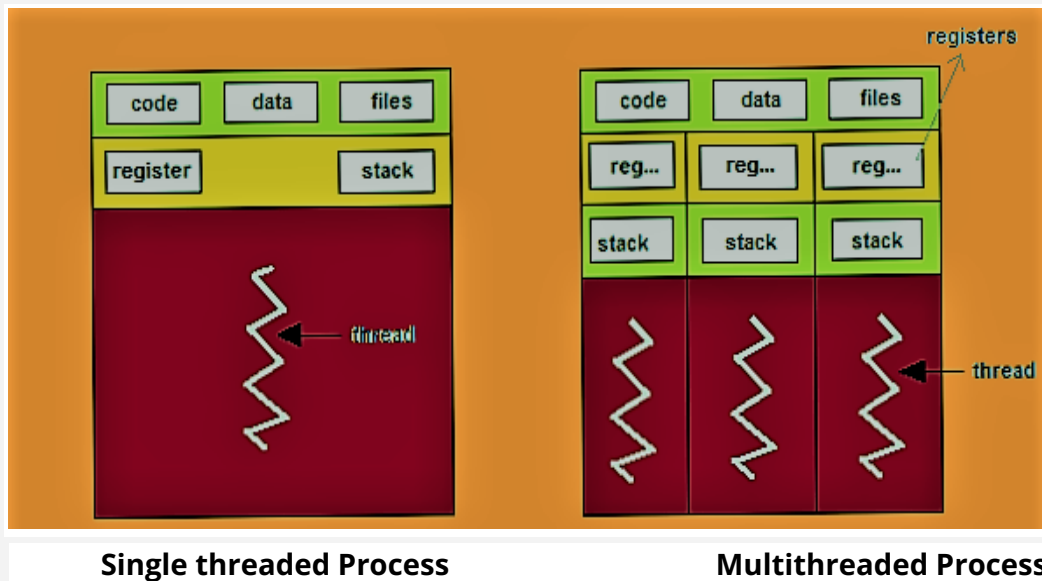 registers
code data files
register stack
thread
code data files
reg... reg... reg...
stack stack stack
thread
Single threaded Process
Multithreaded Process